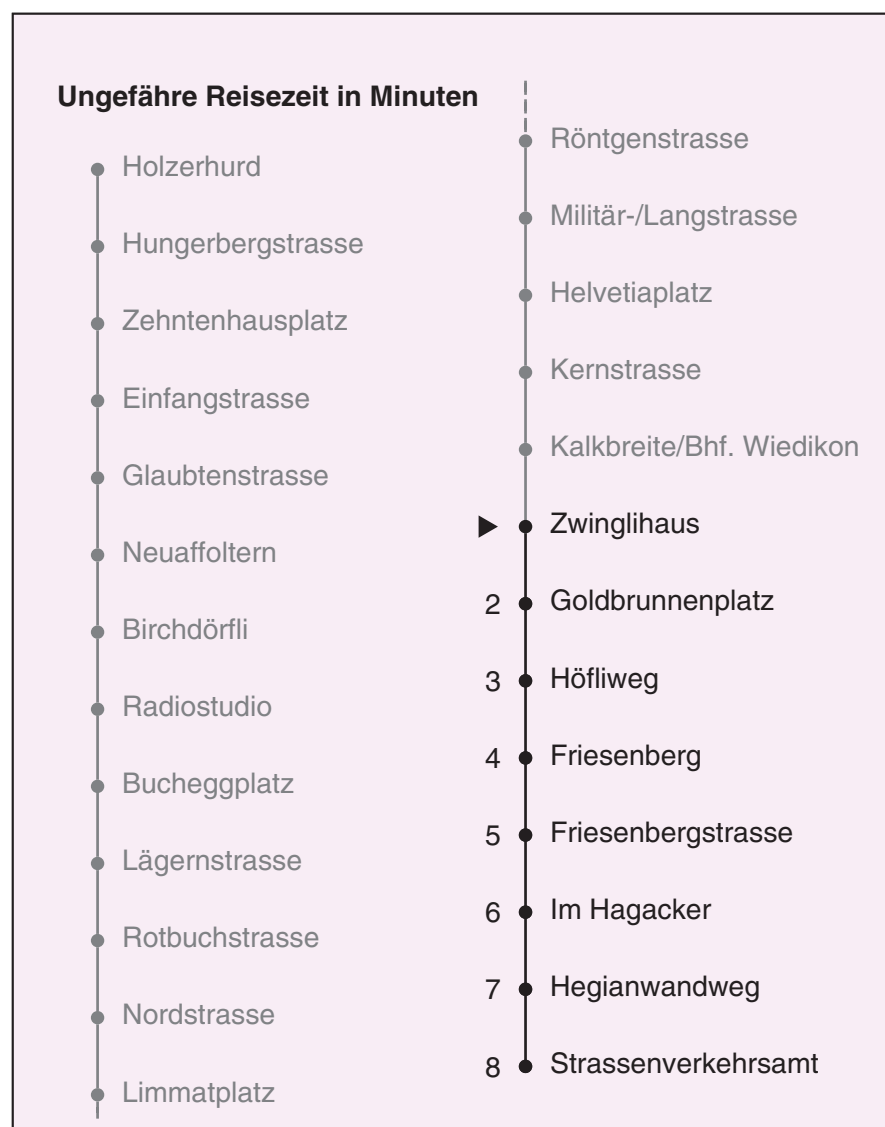 Ungefähre Reisezeit in Minuten
Holzerhurd
Hungerbergstrasse
Zehntenhausplatz
Einfangstrasse
Glaubtenstrasse
Neuaffoltern
Birchdörfli
Radiostudio
Bucheggplatz
Lägernstrasse
Rotbuchstrasse
Nordstrasse
Limmatplatz
Röntgenstrasse
Militär-/Langstrasse
Helvetiaplatz
Kernstrasse
Kalkbreite/Bhf. Wiedikon
Zwinglihaus
2 Goldbrunnenplatz
3 Höfliweg
4 Friesenberg
5 Friesenbergstrasse
6 Im Hagacker
7 Hegianwandweg
8 Strassenverkehrsamt